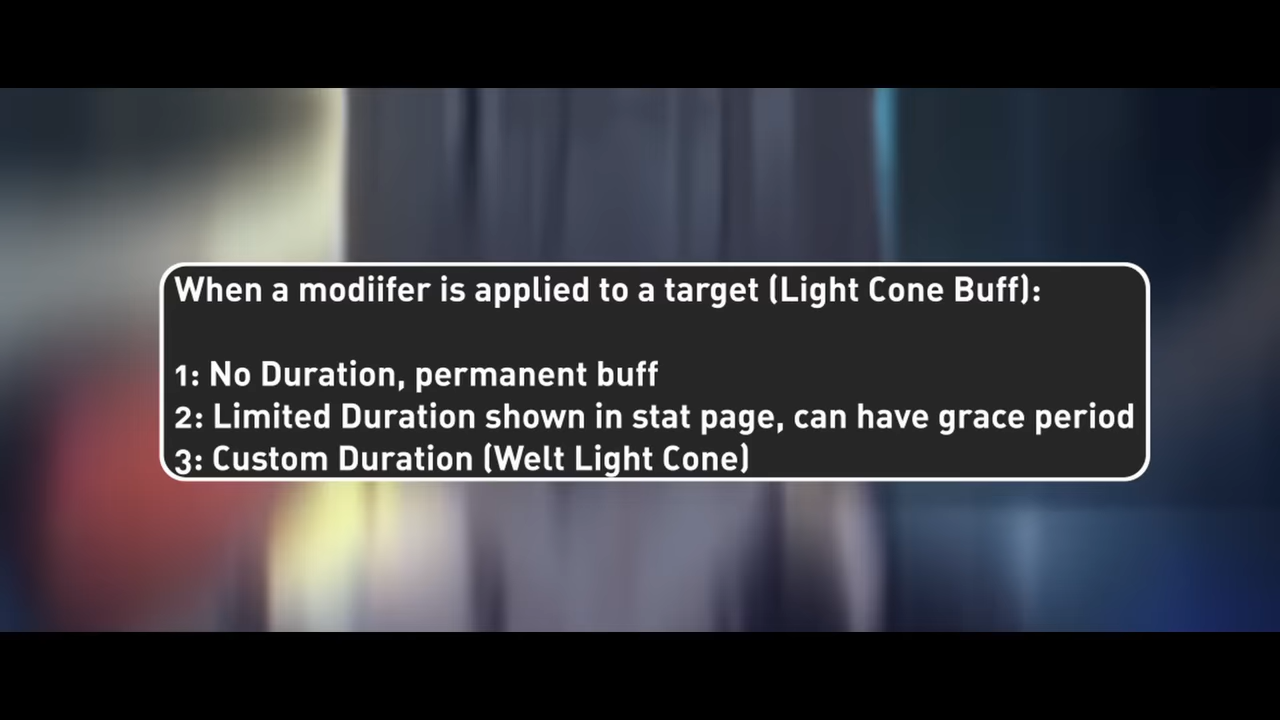 When a modiifer is applied to a target (Light Cone Buff):
1: No Duration, permanent buff
2: Limited Duration shown in stat page, can have grace period
3: Custom Duration (Welt Light Cone)